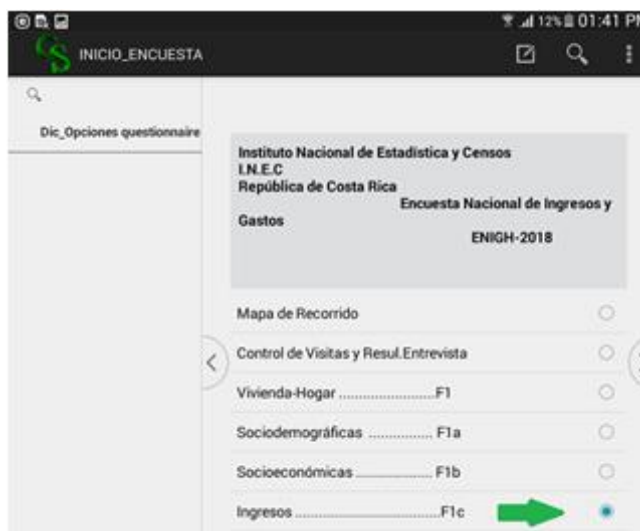 12% 01:41 PM
CS INICIO_ENCUESTA
Dic_Opciones questionnaire
Instituto Nacional de Estadistica y Censos
I.N.E.C
República de Costa Rica
Encuesta Nacional de Ingresos y
Gastos
ENIGH-2018
Mapa de Recorrido
Control de Visitas y Resul.Entrevista
Vivienda-Hogar .......................F1
Sociodemográficas ................ F1a
Socioeconómicas ................... F1b
Ingresos ..........................................F1c